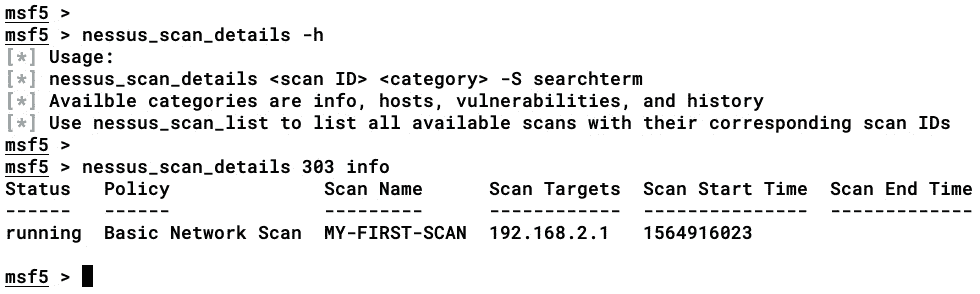 msf5 >
msf5 > nessus_scan_details -h
[*] Usage:
[*] nessus_scan_details <scan ID> <category> -S searchterm
[*] Availble categories are info, hosts, vulnerabilities, and history
[*] Use nessus_scan_list to list all available scans with their corresponding scan IDs
msf5 >
msf5 > nessus_scan_details 303 info
Status   Policy              Scan Name      Scan Targets  Scan Start Time  Scan End Time
------   ------              ---------      ------------  ---------------  -------------
running  Basic Network Scan  MY-FIRST-SCAN  192.168.2.1   1564916023
msf5 >